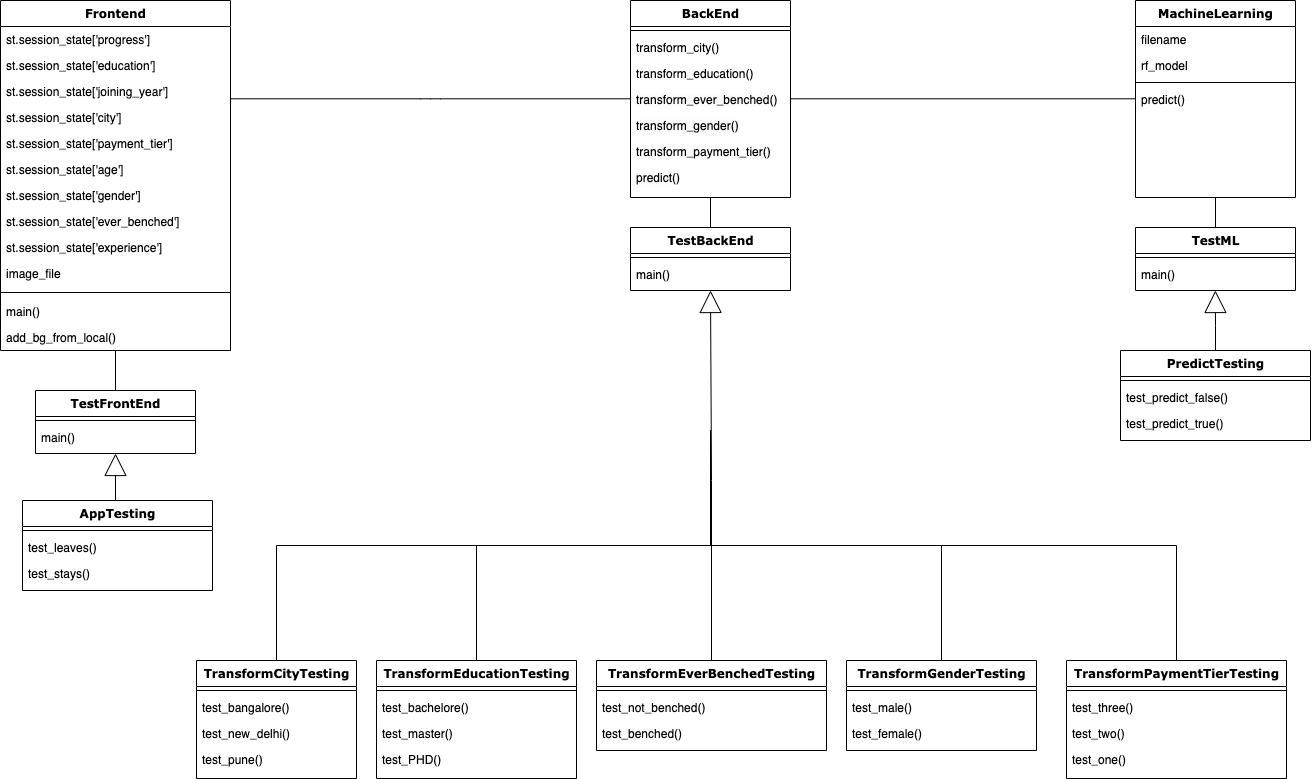 Frontend
st.session_state['progress']
st.session_state['education']
st.session_state['joining_year']
st.session_state['city']
st.session_state['payment_tier']
st.session_state['age']
st.session_state['gender']
st.session_state['ever_benched']
st.session_state['experience']
image_file
main()
add_bg_from_local()
BackEnd
transform_city()
transform_education()
transform_ever_benched()
transform_gender()
transform_payment_tier()
predict()
MachineLearning
filename
rf_model
predict()
TestFrontEnd
main()
TestBackEnd
main()
TestML
main()
AppTesting
test_leaves()
test_stays()
PredictTesting
test_predict_false()
test_predict_true()
TransformCityTesting
test_bangalore()
test_new_delhi()
test_pune()
TransformEducationTesting
test_bachelore()
test_master()
test_PHD()
TransformEverBenchedTesting
test_not_benched()
test_benched()
TransformGenderTesting
test_male()
test_female()
TransformPaymentTierTesting
test_three()
test_two()
test_one()